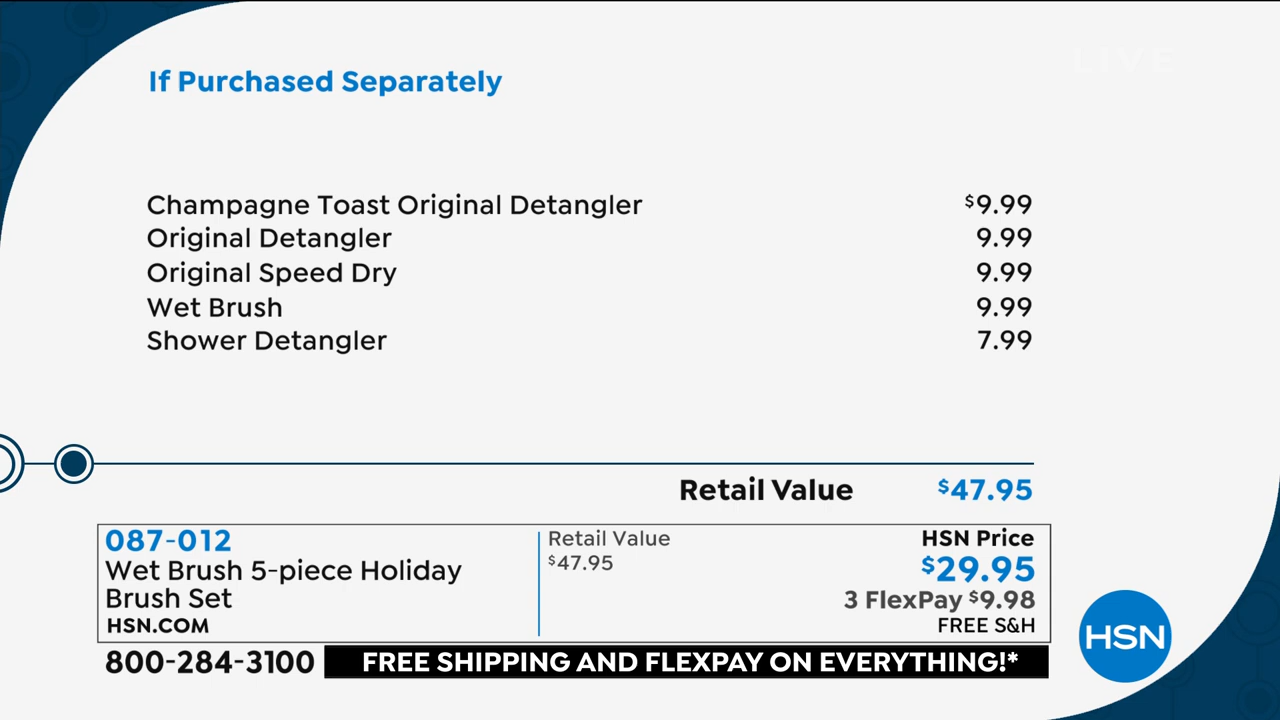 LIVE
If Purchased Separately
Champagne Toast Original Detangler $9.99
Original Detangler 9.99
Original Speed Dry 9.99
Wet Brush 9.99
Shower Detangler 7.99
Retail Value $47.95
087-012
Wet Brush 5-piece Holiday
Brush Set
HSN.COM
Retail Value
$47.95
HSN Price
$29.95
3 FlexPay $9.98
FREE S&H
HSN
800-284-3100 FREE SHIPPING AND FLEXPAY ON EVERYTHING!*